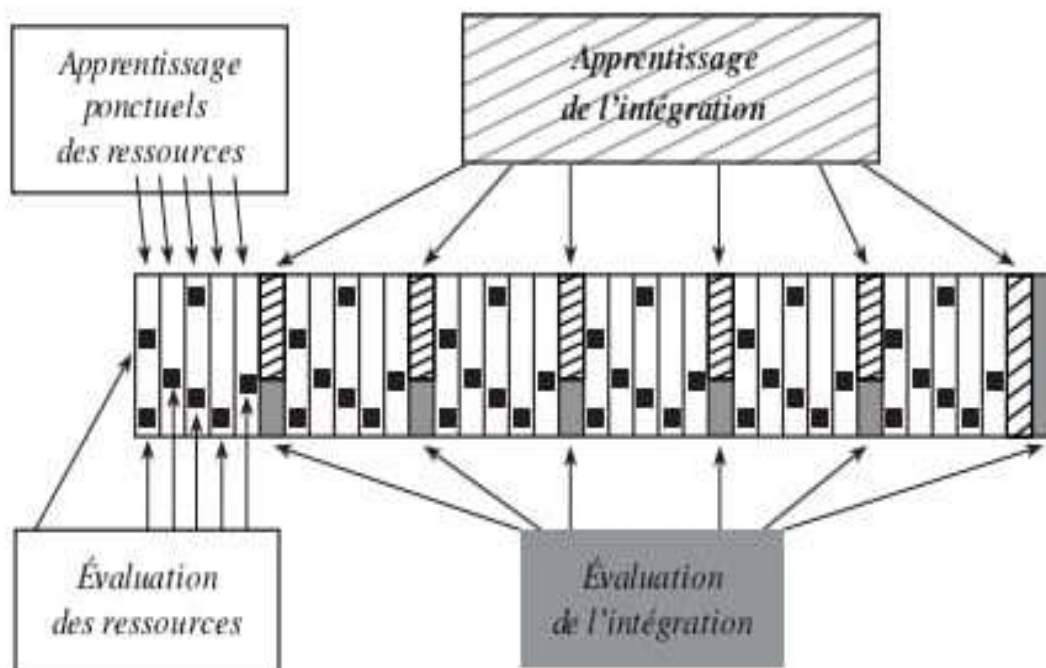 Apprentissage
ponctuels
des ressources
Apprentissage
de l'intégration
Évaluation
des ressources
Évaluation
de l'intégration